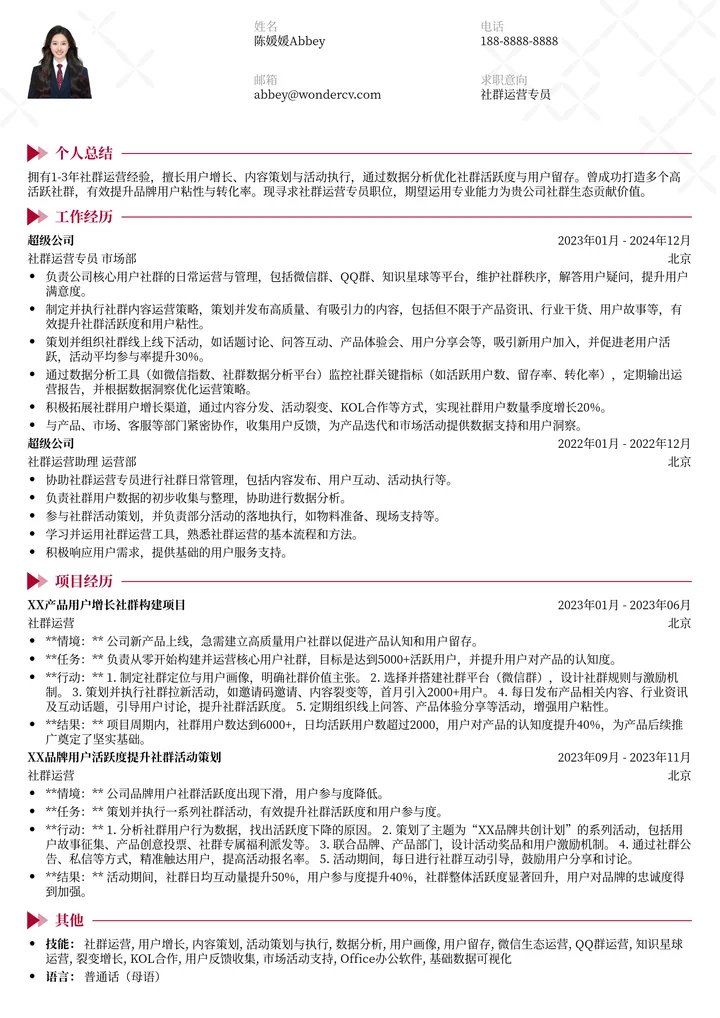 姓名
陈媛媛Abbey
电话
188-8888-8888
邮箱
abbey@wondercv.com
求职意向
社群运营专员
个人总结
拥有1-3年社群运营经验，擅长用户增长、内容策划与活动执行，通过数据分析优化社群活跃度与用户留存。曾成功打造多个高
活跃社群，有效提升品牌用户粘性与转化率。现寻求社群运营专员职位，期望运用专业能力为贵公司社群生态贡献价值。
工作经历
超级公司 2023年01月 - 2024年12月
社群运营专员 市场部 北京
• 负责公司核心用户社群的日常运营与管理，包括微信群、QQ群、知识星球等平台，维护社群秩序，解答用户疑问，提升用户
满意度。
• 制定并执行社群内容运营策略，策划并发布高质量、有吸引力的内容，包括但不限于产品资讯、行业干货、用户故事等，有
效提升社群活跃度和用户粘性。
• 策划并组织社群线上线下活动，如话题讨论、问答互动、产品体验会、用户分享会等，吸引新用户加入，并促进老用户活
跃，活动平均参与率提升30%。
• 通过数据分析工具（如微信指数、社群数据分析平台）监控社群关键指标（如活跃用户数、留存率、转化率），定期输出运
营报告，并根据数据洞察优化运营策略。
• 积极拓展社群用户增长渠道，通过内容分发、活动裂变、KOL合作等方式，实现社群用户数量季度增长20%。
• 与产品、市场、客服等部门紧密协作，收集用户反馈，为产品迭代和市场活动提供数据支持和用户洞察。
超级公司 2022年01月 - 2022年12月
社群运营助理 运营部 北京
• 协助社群运营专员进行社群日常管理，包括内容发布、用户互动、活动执行等。
• 负责社群用户数据的初步收集与整理，协助进行数据分析。
• 参与社群活动策划，并负责部分活动的落地执行，如物料准备、现场支持等。
• 学习并运用社群运营工具，熟悉社群运营的基本流程和方法。
• 积极响应用户需求，提供基础的用户服务支持。
项目经历
XX产品用户增长社群构建项目 2023年01月 - 2023年06月
社群运营 北京
• **情境：** 公司新产品上线，急需建立高质量用户社群以促进产品认知和用户留存。
• **任务：** 负责从零开始构建并运营核心用户社群，目标是达到5000+活跃用户，并提升用户对产品的认知度。
• **行动：** 1. 制定社群定位与用户画像，明确社群价值主张。 2. 选择并搭建社群平台（微信群），设计社群规则与激励机
制。 3. 策划并执行社群拉新活动，如邀请码邀请、内容裂变等，首月引入2000+用户。 4. 每日发布产品相关内容、行业资讯
及互动话题，引导用户讨论，提升社群活跃度。 5. 定期组织线上问答、产品体验分享等活动，增强用户粘性。
• **结果：** 项目周期内，社群用户数达到6000+，日均活跃用户数超过2000，用户对产品的认知度提升40%，为产品后续推
广奠定了坚实基础。
XX品牌用户活跃度提升社群活动策划 2023年09月 - 2023年11月
社群运营 北京
• **情境：** 公司品牌用户社群活跃度出现下滑，用户参与度降低。
• **任务：** 策划并执行一系列社群活动，有效提升社群活跃度和用户参与度。
• **行动：** 1. 分析社群用户行为数据，找出活跃度下降的原因。 2. 策划了主题为“XX品牌共创计划”的系列活动，包括用
户故事征集、产品创意投票、社群专属福利派发等。 3. 联合品牌、产品部门，设计活动奖品和用户激励机制。 4. 通过社群公
告、私信等方式，精准触达用户，提高活动报名率。 5. 活动期间，每日进行社群互动引导，鼓励用户分享和讨论。
• **结果：** 活动期间，社群日均互动量提升50%，用户参与度提升40%，社群整体活跃度显著回升，用户对品牌的忠诚度得
到加强。
其他
• 技能： 社群运营, 用户增长, 内容策划, 活动策划与执行, 数据分析, 用户画像, 用户留存, 微信生态运营, QQ群运营, 知识星球
运营, 裂变增长, KOL合作, 用户反馈收集, 市场活动支持, Office办公软件, 基础数据可视化
• 语言： 普通话（母语）